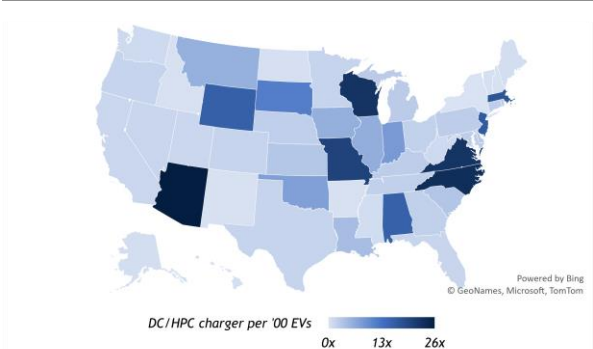 Powered by Bing
© GeoNames, Microsoft, TomTom
DC/HPC charger per '00 EVs
0x 13x 26x